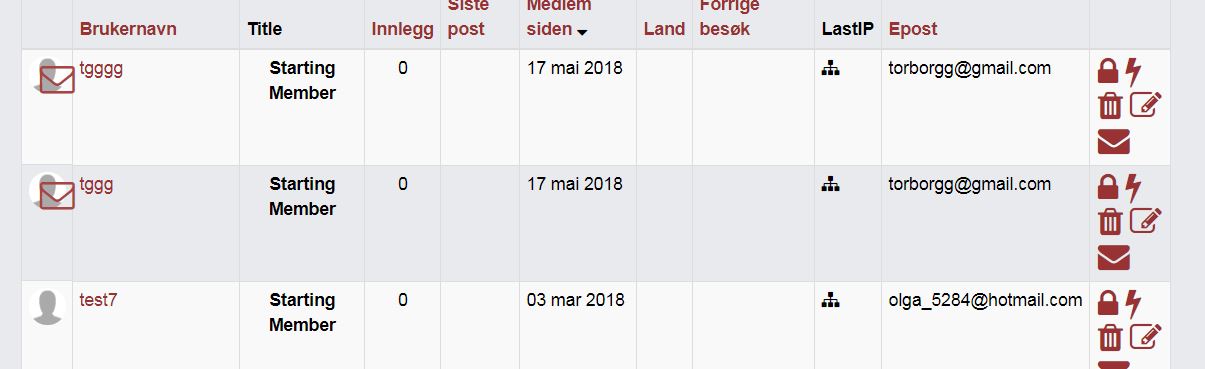 Siste Medlem Forrige
Brukernavn Title Innlegg post siden Land besøk LastIP Epost
tgggg Starting Member 0 17 mai 2018 torborgg@gmail.com
tggg Starting Member 0 17 mai 2018 torborgg@gmail.com
test7 Starting Member 0 03 mar 2018 olga_5284@hotmail.com